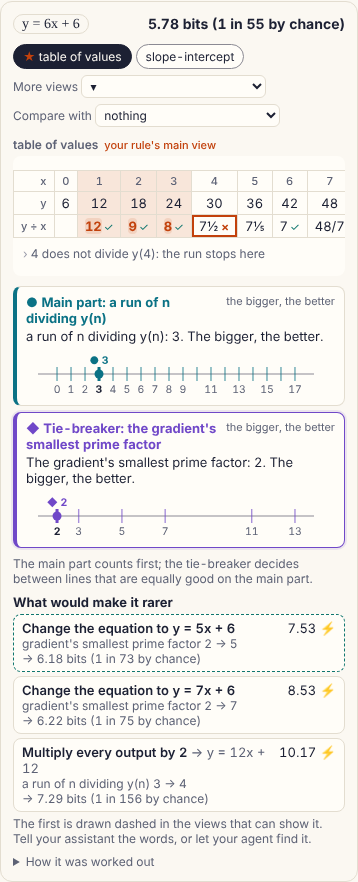 y = 6x + 6
5.78 bits (1 in 55 by chance)
★ table of values
slope-intercept
More views ▾
Compare with nothing
table of values your rule's main view
x 0 1 2 3 4 5 6 7
y 6 12 18 24 30 36 42 48
y ÷ x 12 ✓ 9 ✓ 8 ✓ 7½ × 7⅕ 7 ✓ 48/7
› 4 does not divide y(4): the run stops here
● Main part: a run of n dividing y(n)
the bigger, the better
a run of n dividing y(n): 3. The bigger, the better.
● 3
0 1 2 3 4 5 6 7 8 9 11 13 15 17
◆ Tie-breaker: the gradient's
smallest prime factor
the bigger, the better
The gradient's smallest prime factor: 2. The
bigger, the better.
◆ 2
2 3 5 7 11 13
The main part counts first; the tie-breaker decides
between lines that are equally good on the main part.
What would make it rarer
Change the equation to y = 5x + 6 7.53 ⚡
gradient's smallest prime factor 2 → 5
→ 6.18 bits (1 in 73 by chance)
Change the equation to y = 7x + 6 8.53 ⚡
gradient's smallest prime factor 2 → 7
→ 6.22 bits (1 in 75 by chance)
Multiply every output by 2 → y = 12x + 10.17 ⚡
12
a run of n dividing y(n) 3 → 4
→ 7.29 bits (1 in 156 by chance)
The first is drawn dashed in the views that can show it.
Tell your assistant the words, or let your agent find it.
▶ How it was worked out